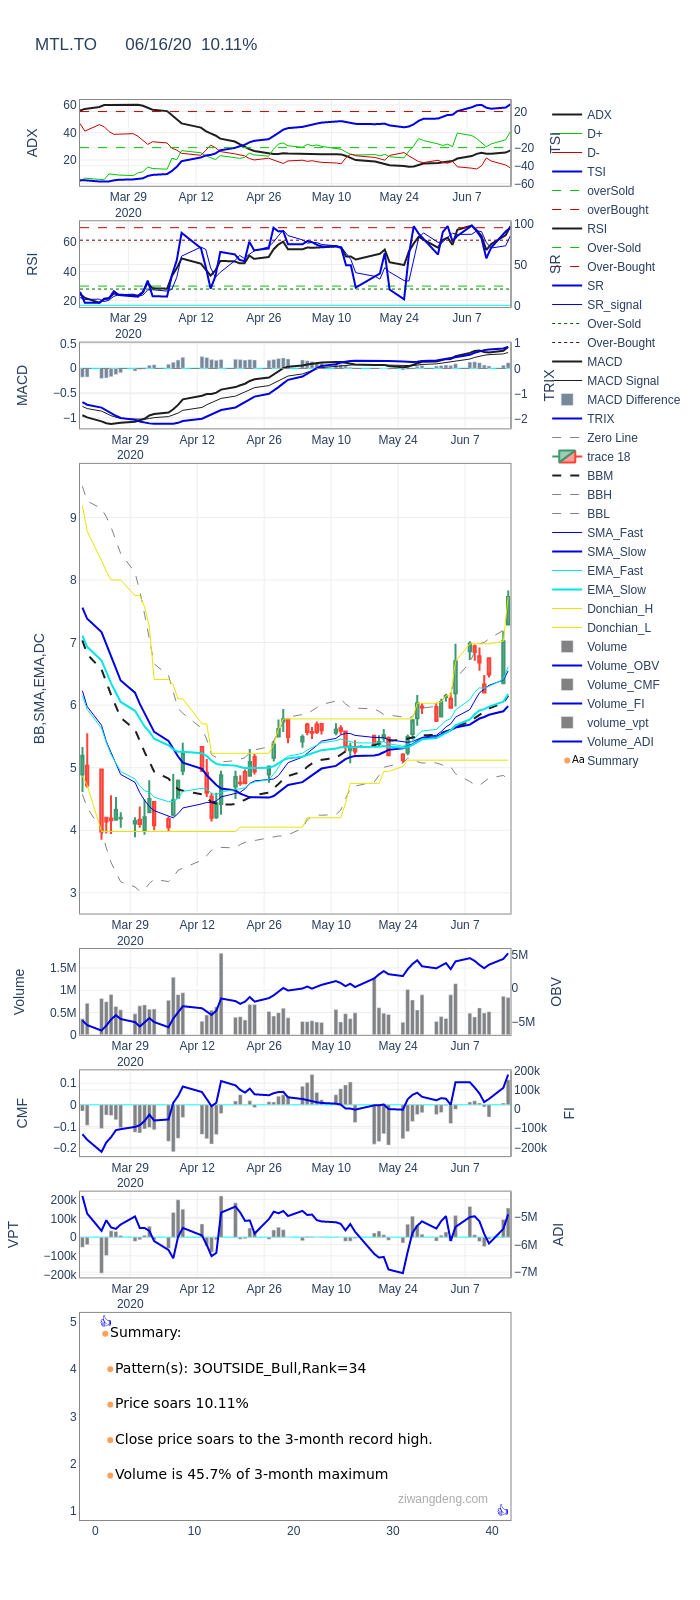 MTL.TO 06/16/20 10.11%
ADX
60
40
20
20
0
−20
−40
−60
TSI
Mar 29 Apr 12 Apr 26 May 10 May 24 Jun 7
2020
RSI
60
40
20
100
50
0
SR
Mar 29 Apr 12 Apr 26 May 10 May 24 Jun 7
2020
MACD
0.5
0
−0.5
−1
1
0
−1
−2
TRIX
Mar 29 Apr 12 Apr 26 May 10 May 24 Jun 7
2020
BB,SMA,EMA,DC
9
8
7
6
5
4
3
Mar 29 Apr 12 Apr 26 May 10 May 24 Jun 7
2020
Volume
1.5M
1M
0.5M
0
5M
0
−5M
OBV
Mar 29 Apr 12 Apr 26 May 10 May 24 Jun 7
2020
CMF
0.1
0
−0.1
−0.2
200k
100k
0
−100k
−200k
FI
Mar 29 Apr 12 Apr 26 May 10 May 24 Jun 7
2020
VPT
200k
100k
0
−100k
−200k
−5M
−6M
−7M
ADI
Mar 29 Apr 12 Apr 26 May 10 May 24 Jun 7
2020
5
4
3
2
1
👍
Summary:
Pattern(s): 3OUTSIDE_Bull,Rank=34
Price soars 10.11%
Close price soars to the 3-month record high.
Volume is 45.7% of 3-month maximum
ziwangdeng.com
👍
0 10 20 30 40
ADX
D+
D-
TSI
overSold
overBought
RSI
Over-Sold
Over-Bought
SR
SR_signal
Over-Sold
Over-Bought
MACD
MACD Signal
MACD Difference
TRIX
Zero Line
trace 18
BBM
BBH
BBL
SMA_Fast
SMA_Slow
EMA_Fast
EMA_Slow
Donchian_H
Donchian_L
Volume
Volume_OBV
Volume_CMF
Volume_FI
volume_vpt
Volume_ADI
Aa Summary